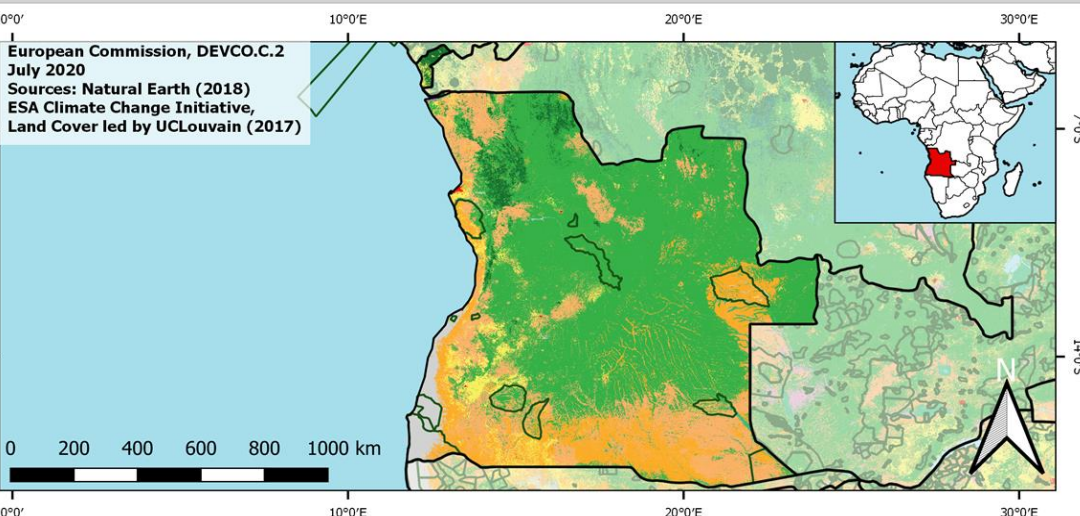 0°0′ 10°0′E 20°0′E 30°0′E
European Commission, DEVCO.C.2
July 2020
Sources: Natural Earth (2018)
ESA Climate Change Initiative,
Land Cover led by UCLouvain (2017)
N
14°0′S
0 200 400 600 800 1000 km
0°0′ 10°0′E 20°0′E 30°0′E